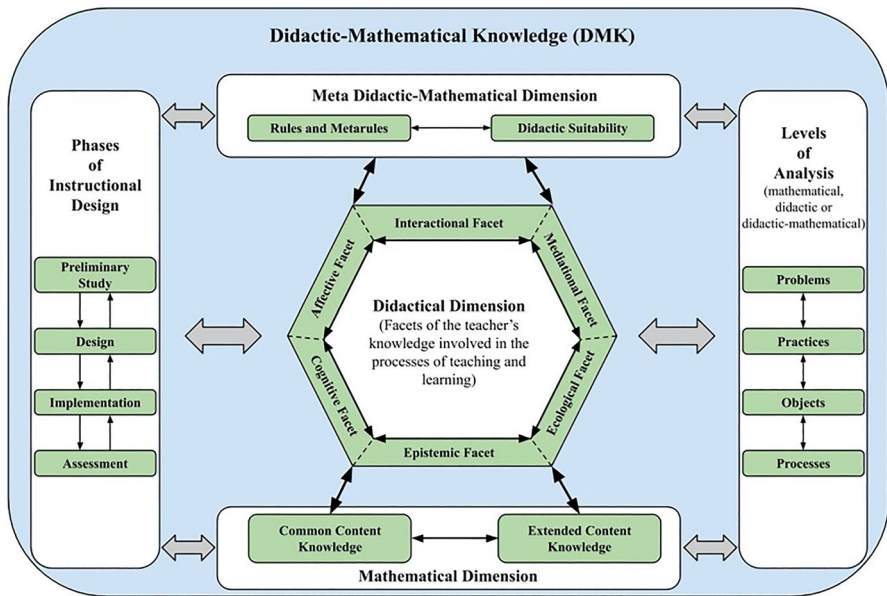 Didactic-Mathematical Knowledge (DMK)
Meta Didactic-Mathematical Dimension
Rules and Metarules
Didactic Suitability
Phases
of
Instructional
Design
Preliminary
Study
Design
Implementation
Assessment
Interactional Facet
Affective Facet
Mediational Facet
Didactical Dimension
(Facets of the teacher's
knowledge involved in the
processes of teaching and
learning)
Cognitive Facet
Ecological Facet
Epistemic Facet
Levels
of
Analysis
(mathematical,
didactic or
didactic-mathematical)
Problems
Practices
Objects
Processes
Common Content
Knowledge
Extended Content
Knowledge
Mathematical Dimension